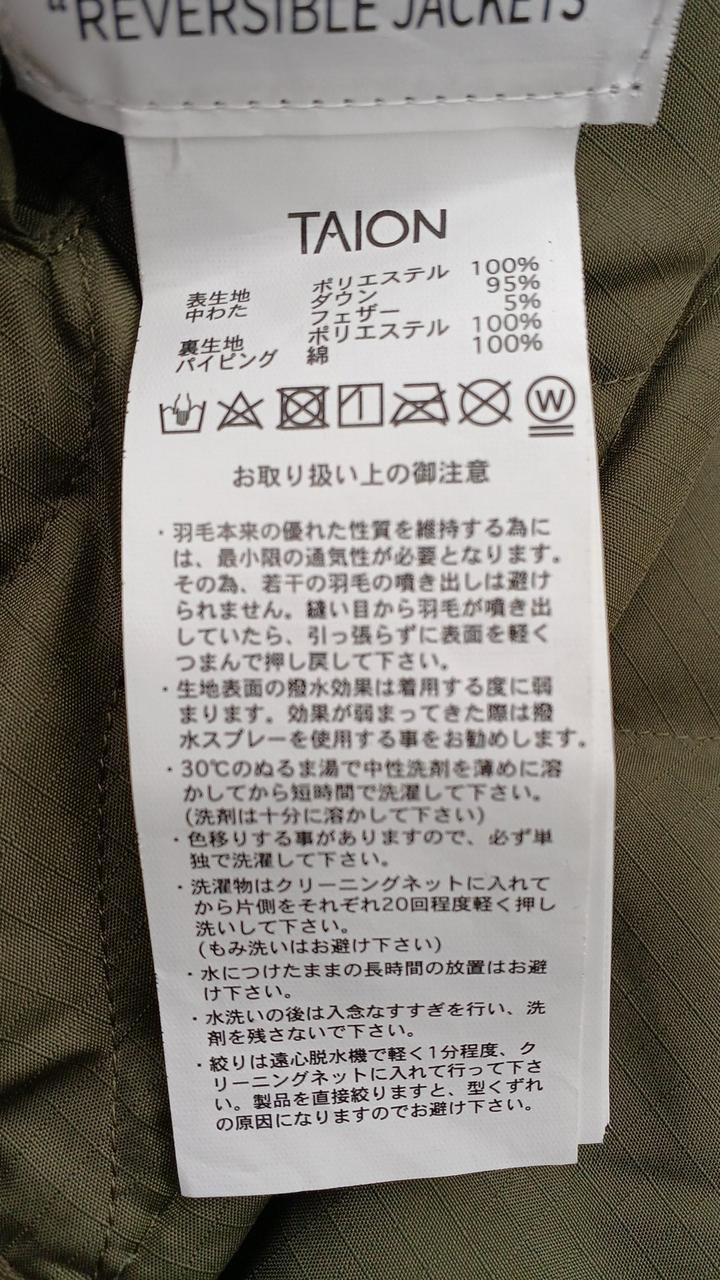 "REVERSIBLE JACKETS
TAION
表生地 ポリエステル 100%
中わた ダウン 95%
フェザー 5%
裏生地 ポリエステル 100%
パイピング 綿 100%
W
お取り扱い上の御注意
・羽毛本来の優れた性質を維持する為に
は、最小限の通気性が必要となります。
その為、若干の羽毛の噴き出しは避け
られません。縫い目から羽毛が噴き出
していたら、引っ張らずに表面を軽く
つまんで押し戻して下さい。
・生地表面の撥水効果は着用する度に弱
まります。効果が弱まってきた際は撥
水スプレーを使用する事をお勧めします。
・30℃のぬるま湯で中性洗剤を薄めに溶
かしてから短時間で洗濯して下さい。
(洗剤は十分に溶かして下さい)
・色移りする事がありますので、必ず単
独で洗濯して下さい。
・洗濯物はクリーニングネットに入れて
から片側をそれぞれ20回程度軽く押し
洗いして下さい。
(もみ洗いはお避け下さい)
・水につけたままの長時間の放置はお避
け下さい。
・水洗いの後は入念なすすぎを行い、洗
剤を残さないで下さい。
・絞りは遠心脱水機で軽く1分程度、ク
リーニングネットに入れて行って下さ
い。製品を直接絞りますと、型くずれ
の原因になりますのでお避け下さい。